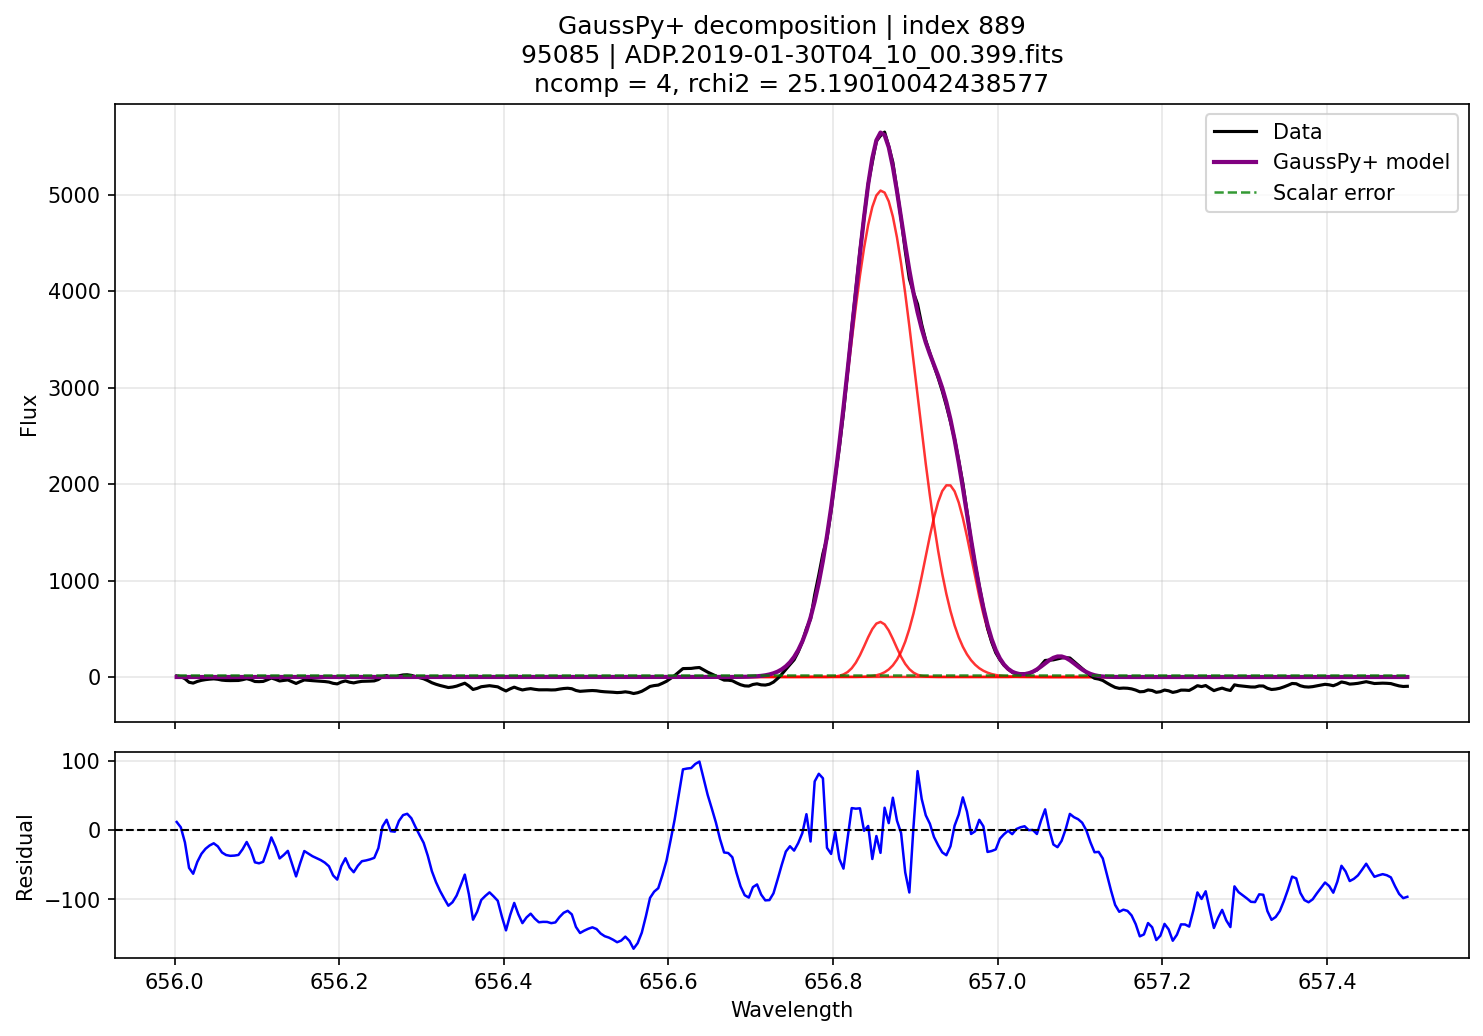 GaussPy+ decomposition | index 889
95085 | ADP.2019-01-30T04_10_00.399.fits
ncomp = 4, rchi2 = 25.19010042438577
Data
GaussPy+ model
Scalar error
Flux
5000
4000
3000
2000
1000
0
Residual
100
0
−100
656.0 656.2 656.4 656.6 656.8 657.0 657.2 657.4
Wavelength